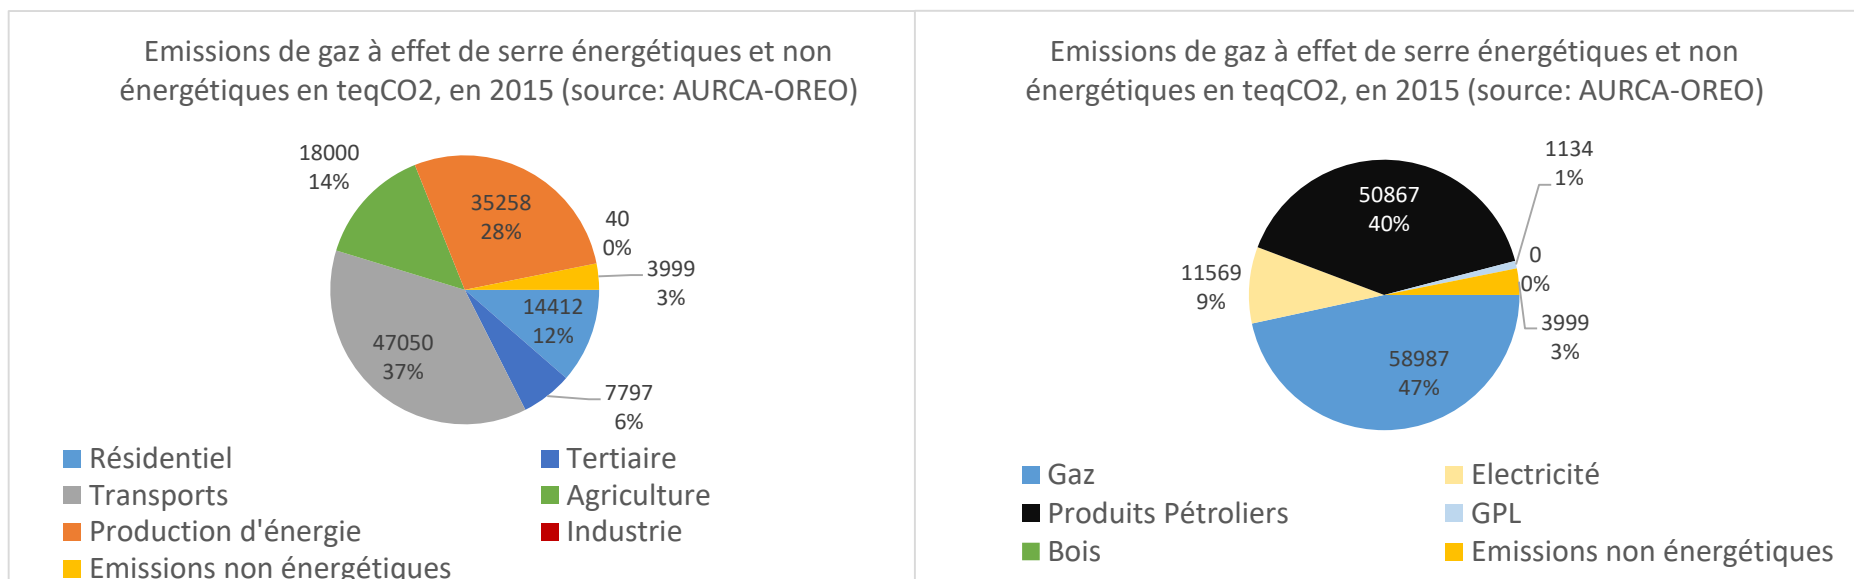 Emissions de gaz à effet de serre énergétiques et non
énergétiques en teqCO2, en 2015 (source: AURCA-OREO)
18000
14%
35258
28%
40
0%
3999
3%
14412
12%
47050
37%
7797
6%
Résidentiel
Tertiaire
Transports
Agriculture
Production d'énergie
Industrie
Emissions non énergétiques
Emissions de gaz à effet de serre énergétiques et non
énergétiques en teqCO2, en 2015 (source: AURCA-OREO)
1134
1%
50867
40%
0
0%
11569
9%
3999
3%
58987
47%
Gaz
Electricité
Produits Pétroliers
GPL
Bois
Emissions non énergétiques